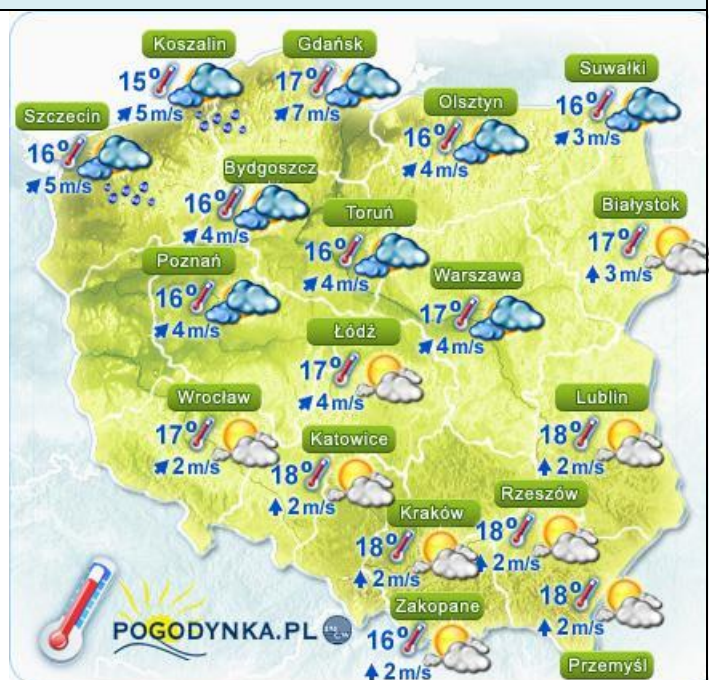 Koszalin
15°
5 m/s
Gdańsk
17°
7 m/s
Suwałki
16°
3 m/s
Szczecin
16°
5 m/s
Olsztyn
16°
4 m/s
Bydgoszcz
16°
4 m/s
Toruń
16°
4 m/s
Białystok
17°
3 m/s
Poznań
16°
4 m/s
Warszawa
17°
4 m/s
Łódź
17°
4 m/s
Wrocław
17°
2 m/s
Katowice
18°
2 m/s
Lublin
18°
2 m/s
Kraków
18°
2 m/s
Rzeszów
18°
2 m/s
Zakopane
16°
2 m/s
18°
2 m/s
Przemyśl
POGODYNKA.PL